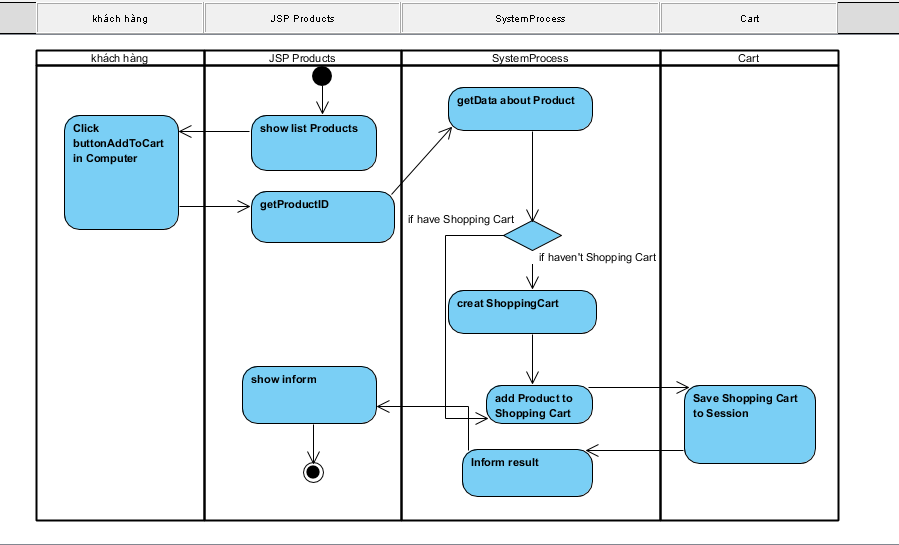 khách hàng
JSP Products
SystemProcess
Cart
khách hàng
JSP Products
SystemProcess
Cart
Click
buttonAddToCart
in Computer
show list Products
getProductID
getData about Product
if have Shopping Cart
if haven't Shopping Cart
creat ShoppingCart
show inform
add Product to
Shopping Cart
Save Shopping Cart
to Session
Inform result